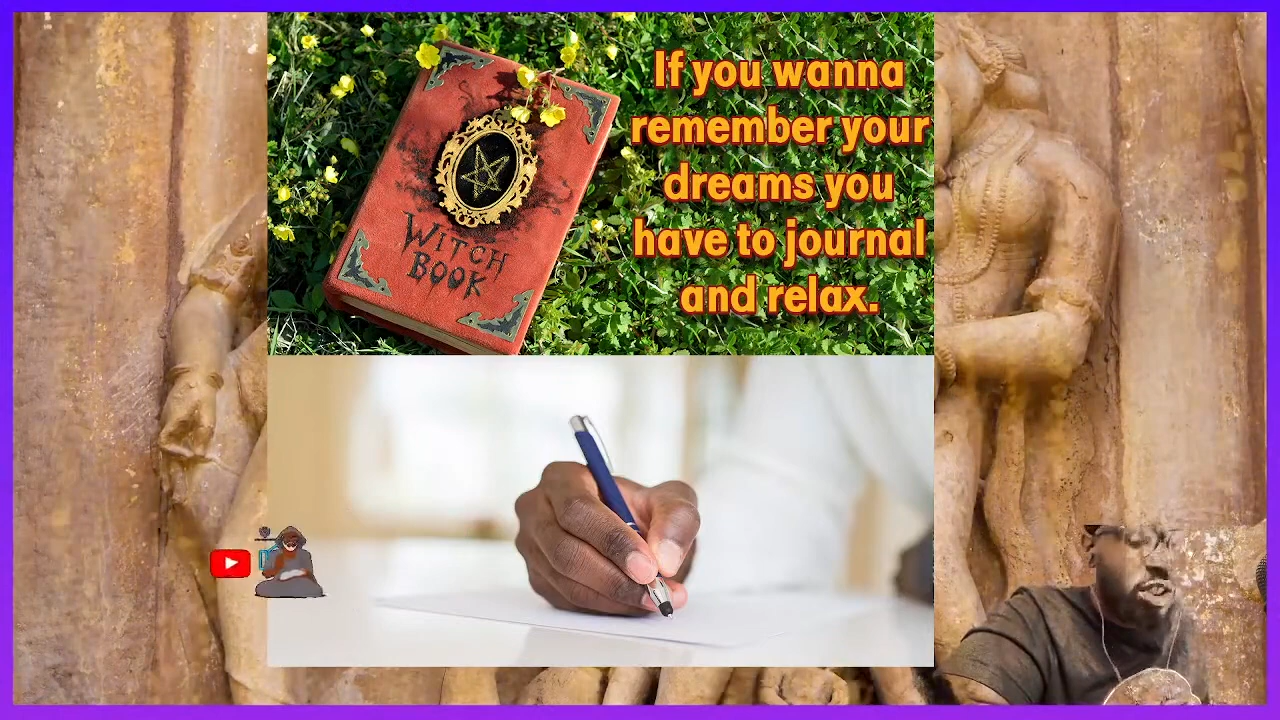 If you wanna
remember your
dreams you
have to journal
and relax.
WITCH
BOOK